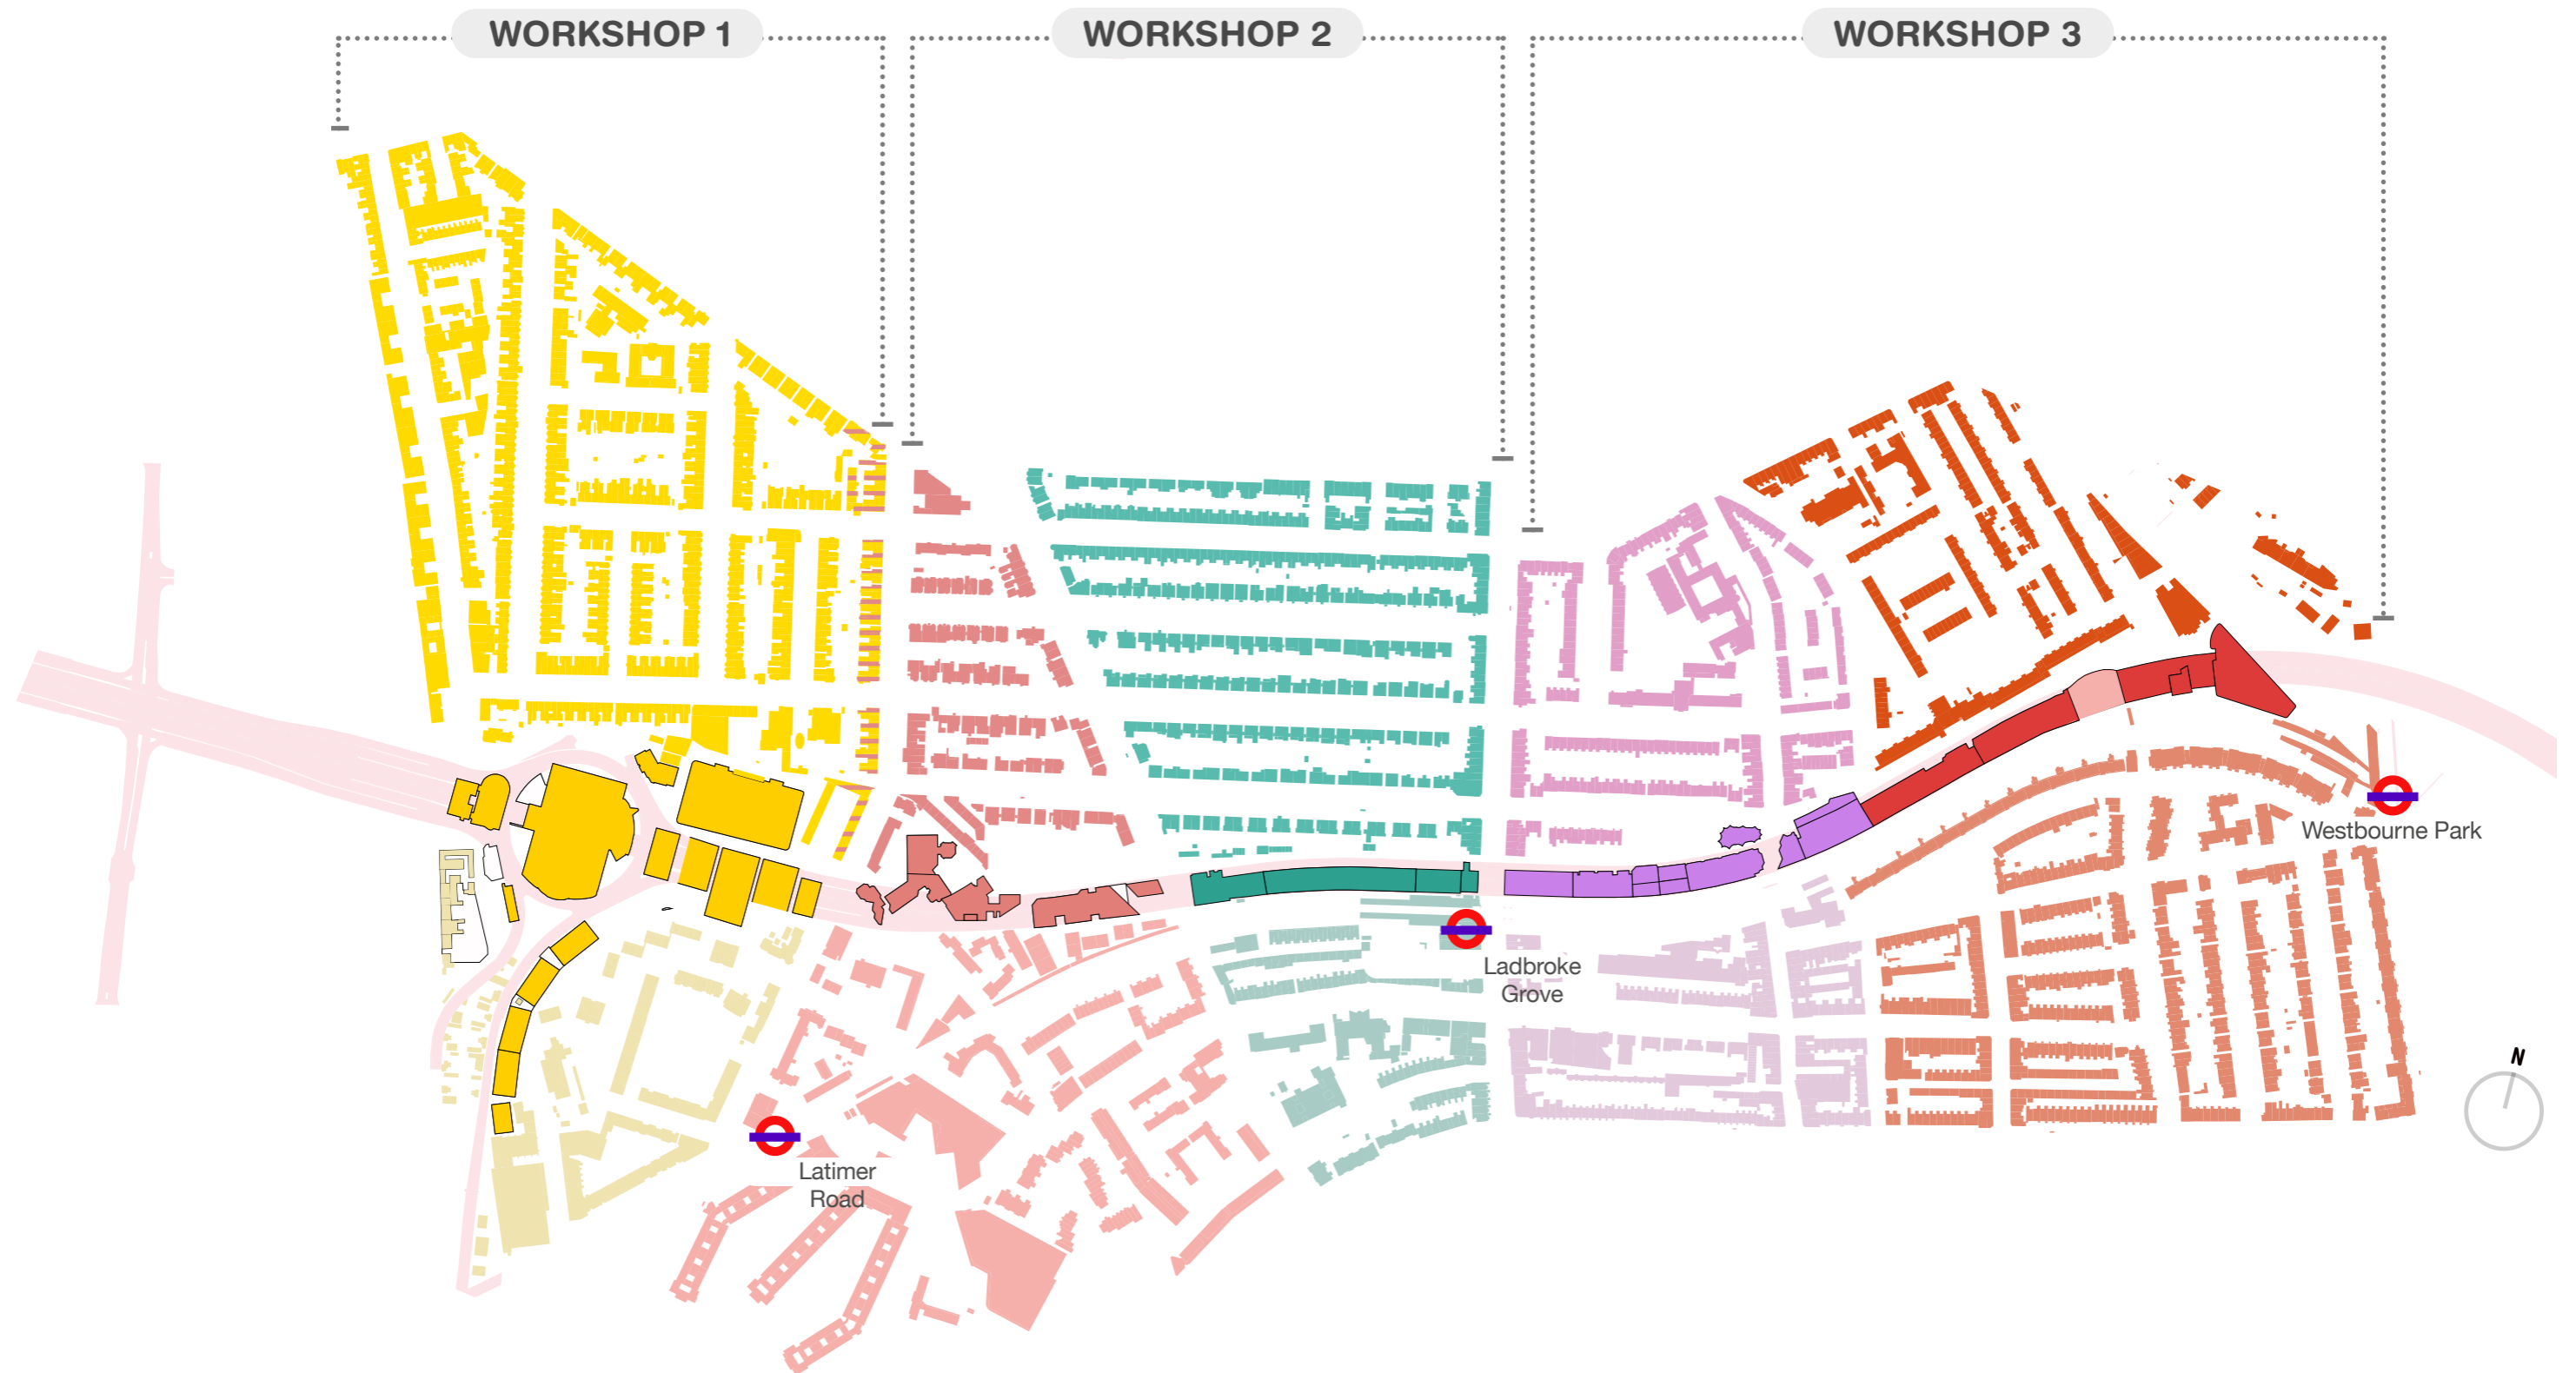 WORKSHOP 1
WORKSHOP 2
WORKSHOP 3
Westbourne Park
Ladbroke
Grove
N
Latimer
Road